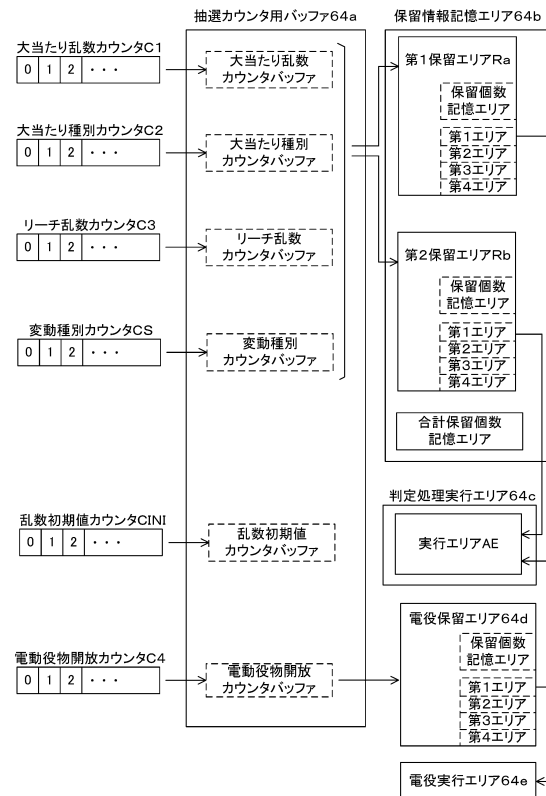 抽選カウンタ用バッファ64a
保留情報記憶エリア64b
大当たり乱数カウンタC1
0 1 2 ・・・
大当たり乱数
カウンタバッファ
大当たり種別カウンタC2
0 1 2 ・・・
大当たり種別
カウンタバッファ
リーチ乱数カウンタC3
0 1 2 ・・・
リーチ乱数
カウンタバッファ
変動種別カウンタCS
0 1 2 ・・・
変動種別
カウンタバッファ
乱数初期値カウンタCINI
0 1 2 ・・・
乱数初期値
カウンタバッファ
電動役物開放カウンタC4
0 1 2 ・・・
電動役物開放
カウンタバッファ
第1保留エリアRa
保留個数
記憶エリア
第1エリア
第2エリア
第3エリア
第4エリア
第2保留エリアRb
保留個数
記憶エリア
第1エリア
第2エリア
第3エリア
第4エリア
合計保留個数
記憶エリア
判定処理実行エリア64c
実行エリアAE
電役保留エリア64d
保留個数
記憶エリア
第1エリア
第2エリア
第3エリア
第4エリア
電役実行エリア64e